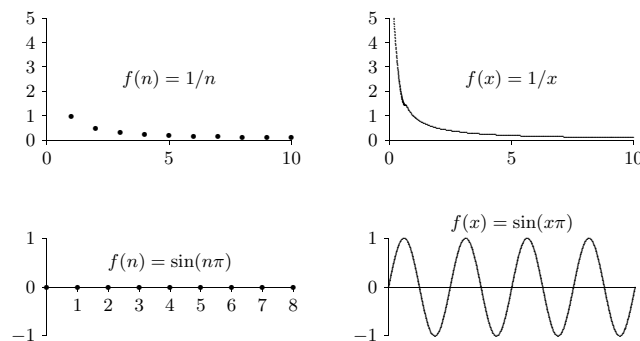 5
4
3
2
1
0
0 5 10
f(n) = 1/n
5
4
3
2
1
0
0 5 10
f(x) = 1/x
1
0
−1
f(n) = sin(nπ)
1 2 3 4 5 6 7 8
f(x) = sin(xπ)
1
0
−1